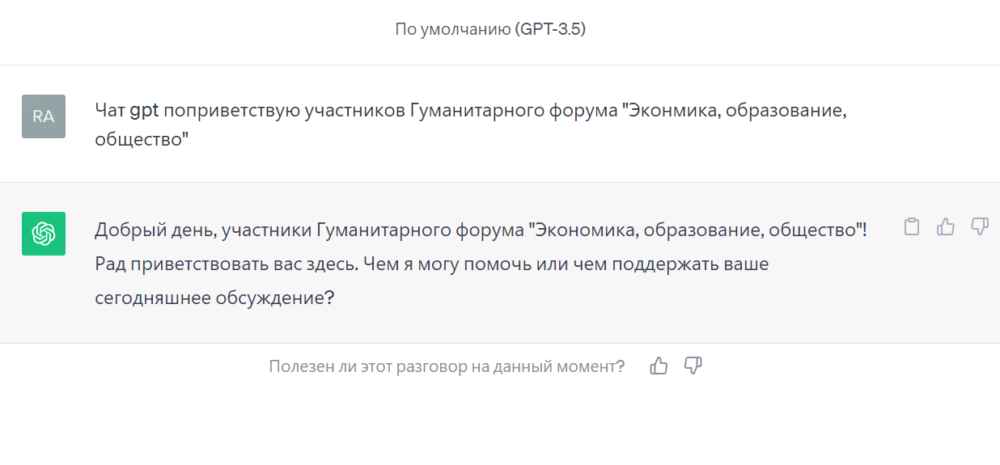 По умолчанию (GPT-3.5)
RA
Чат gpt поприветствую участников Гуманитарного форума "Эконмика, образование,
общество"
Добрый день, участники Гуманитарного форума "Экономика, образование, общество"!
Рад приветствовать вас здесь. Чем я могу помочь или чем поддержать ваше
сегодняшнее обсуждение?
Полезен ли этот разговор на данный момент?